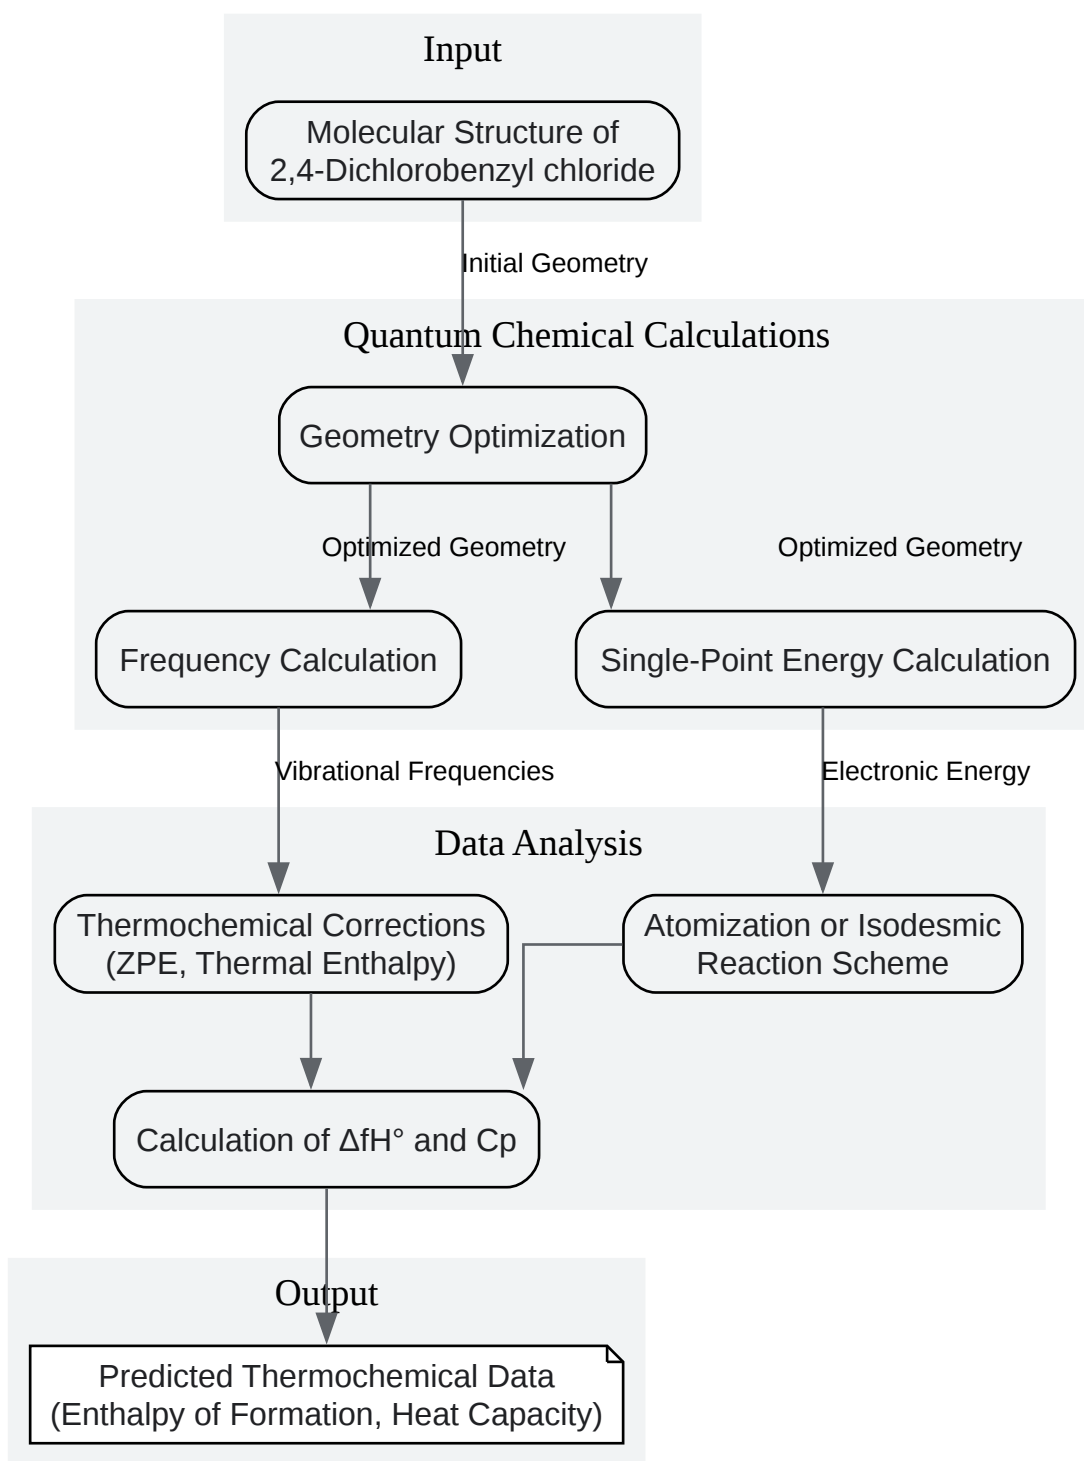 Input
Molecular Structure of
2,4-Dichlorobenzyl chloride
Initial Geometry
Quantum Chemical Calculations
Geometry Optimization
Optimized Geometry
Optimized Geometry
Frequency Calculation
Single-Point Energy Calculation
Vibrational Frequencies
Electronic Energy
Data Analysis
Thermochemical Corrections
(ZPE, Thermal Enthalpy)
Atomization or Isodesmic
Reaction Scheme
Calculation of ΔfH° and Cp
Output
Predicted Thermochemical Data
(Enthalpy of Formation, Heat Capacity)